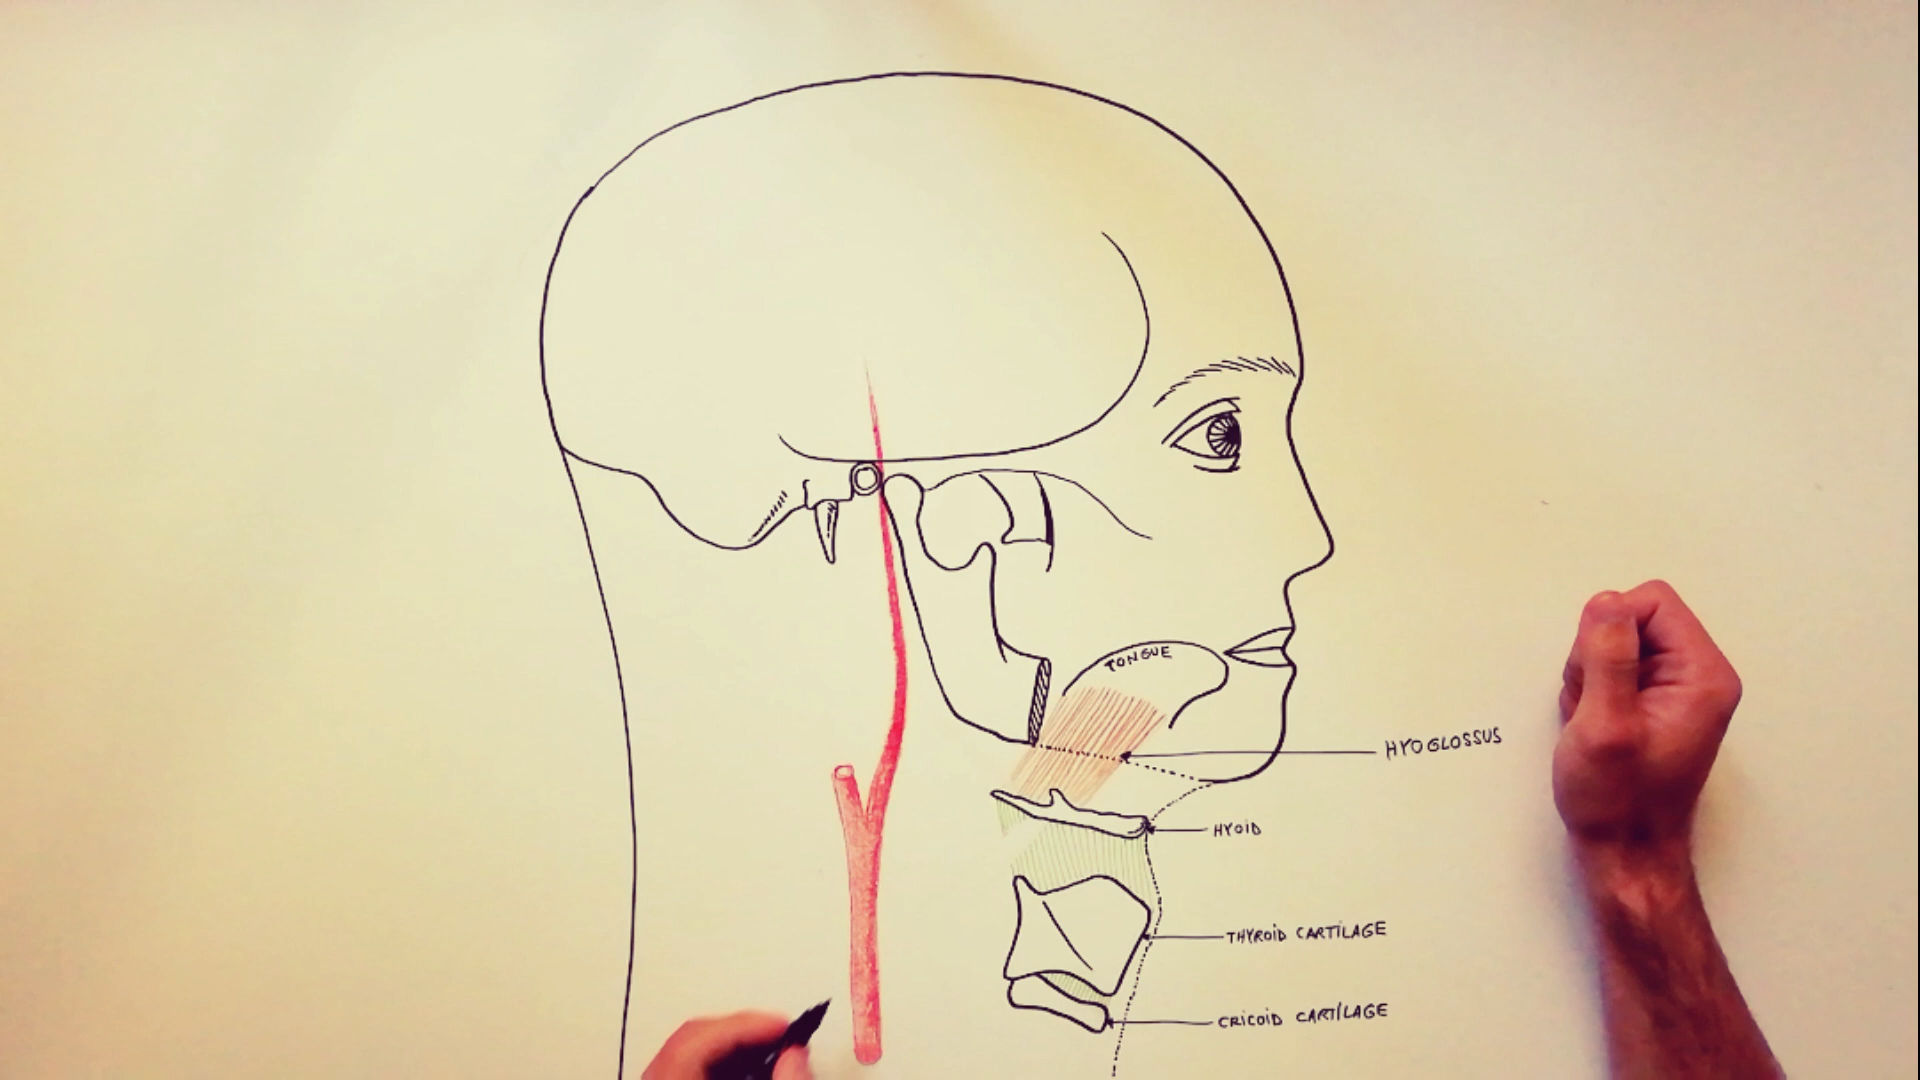 TONGUE
HYOGLOSSUS
HYOID
THYROID CARTILAGE
CRICOID CARTILAGE